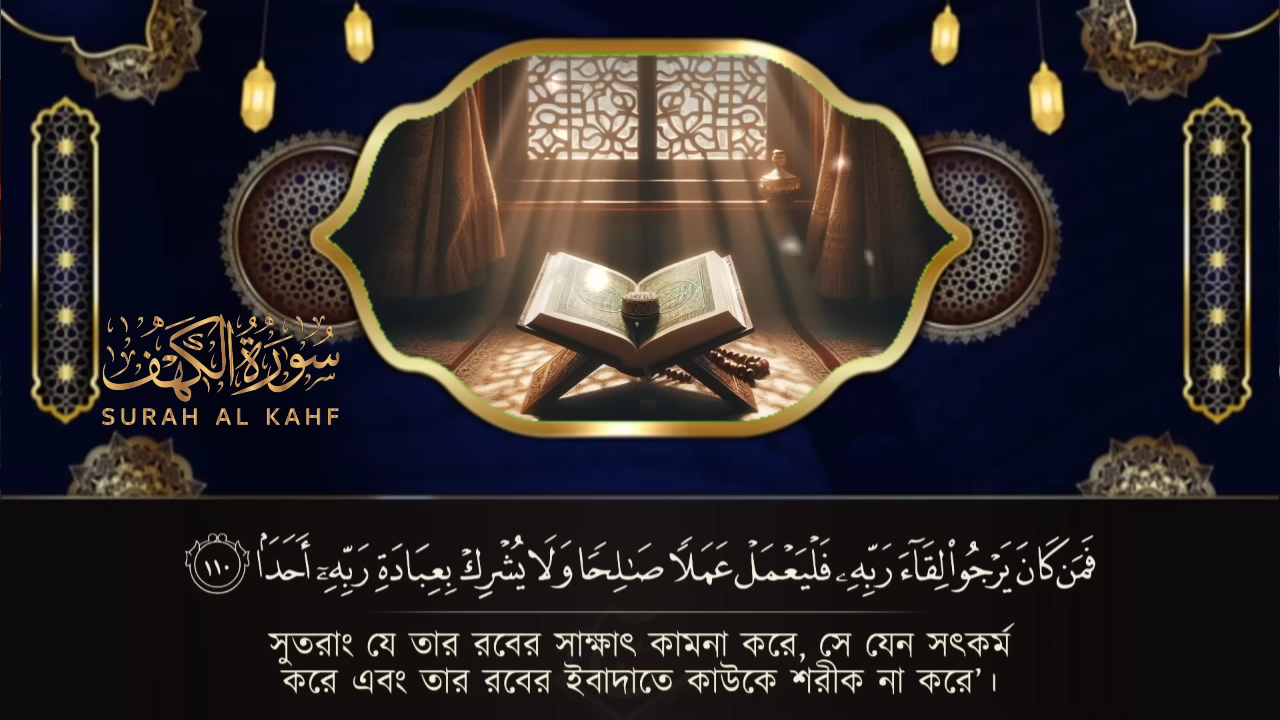 سُورَةُ الكَهْفِ
SURAH AL KAHF
فَمَن كَانَ يَرْجُوا۟ لِقَآءَ رَبِّهِۦ فَلْيَعْمَلْ عَمَلًا صَـٰلِحًا وَلَا يُشْرِكْ بِعِبَادَةِ رَبِّهِۦٓ أَحَدًۢا ١١٠
সুতরাং যে তার রবের সাক্ষাৎ কামনা করে, সে যেন সৎকর্ম
করে এবং তার রবের ইবাদাতে কাউকে শরীক না করে’।